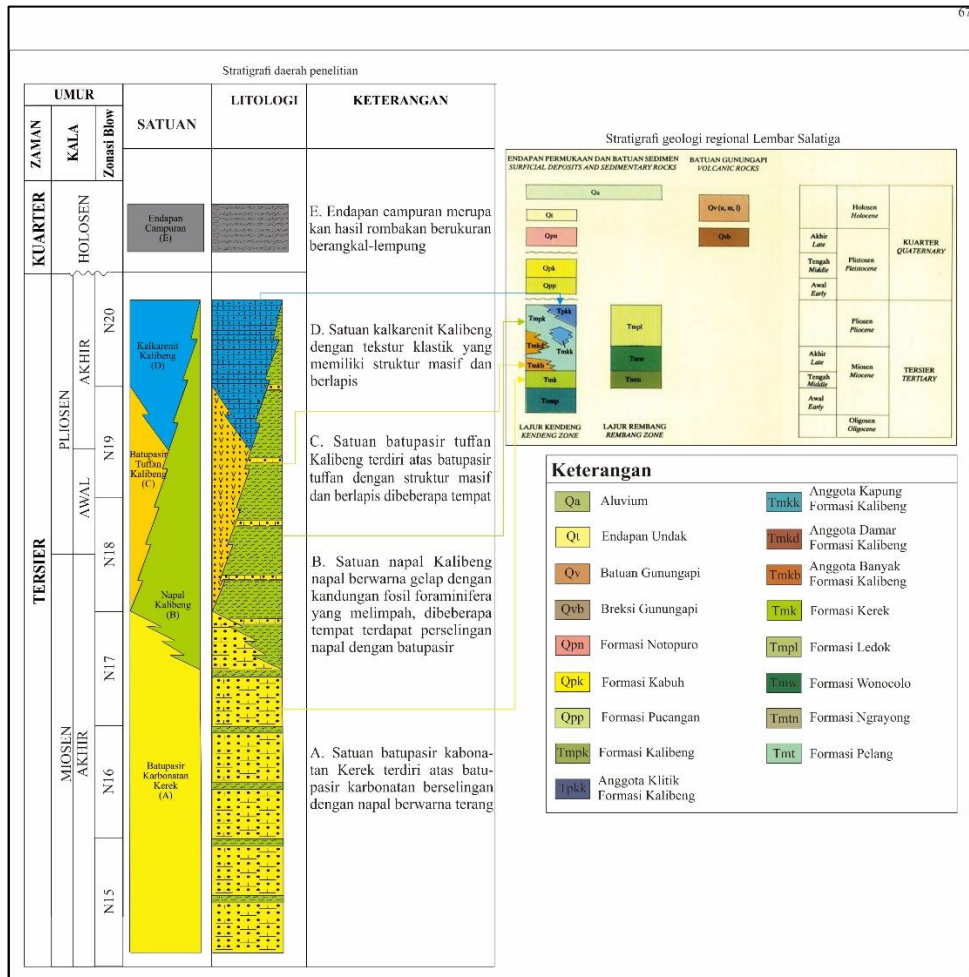 67
Stratigrafi daerah penelitian
UMUR
ZAMAN
KALA
Zonasi Blow
SATUAN
LITOLOGI
KETERANGAN
KUARTER
HOLOSEN
Endapan
Campuran
(E)
E. Endapan campuran merupa
kan hasil rombakan berukuran
berangkal-lempung
TERSIER
PLIOSEN
AKHIR
AWAL
MIOSEN
AKHIR
N20
N19
N18
N17
N16
N15
Kalkarenit
Kalibeng
(D)
Batupasir
Tuffan
Kalibeng
(C)
Napal
Kalibeng
(B)
Batupasir
Karbonatan
Kerek
(A)
D. Satuan kalkarenit Kalibeng
dengan tekstur klastik yang
memiliki struktur masif dan
berlapis
C. Satuan batupasir tuffan
Kalibeng terdiri atas batupasir
tuffan dengan struktur masif
dan berlapis dibeberapa tempat
B. Satuan napal Kalibeng
napal berwarna gelap dengan
kandungan fosil foraminifera
yang melimpah, dibeberapa
tempat terdapat perselingan
napal dengan batupasir
A. Satuan batupasir kabona-
tan Kerek terdiri atas batu-
pasir karbonatan berselingan
dengan napal berwarna terang
Stratigrafi geologi regional Lembar Salatiga
ENDAPAN PERMUKAAN DAN BATUAN SEDIMEN
SURFICIAL DEPOSITS AND SEDIMENTARY ROCKS
BATUAN GUNUNGAPI
VOLCANIC ROCKS
Qa
Qt
Qpn
Qpk
Qpp
Tmpk
Tpkk
Tmkd
Tmkk
Tmkb
Tmk
Tomp
Qv (u, m, l)
Qvb
Tmpl
Tmw
Tmtn
LAJUR KENDENG
KENDENG ZONE
LAJUR REMBANG
REMBANG ZONE
Holosen
Holocene
Akhir
Late
Tengah
Middle
Awal
Early
Plistosen
Pleistocene
KUARTER
QUATERNARY
Pliosen
Pliocene
Akhir
Late
Tengah
Middle
Awal
Early
Miosen
Miocene
TERSIER
TERTIARY
Oligosen
Oligocene
Keterangan
Qa Aluvium
Qt Endapan Undak
Qv Batuan Gunungapi
Qvb Breksi Gunungapi
Qpn Formasi Notopuro
Qpk Formasi Kabuh
Qpp Formasi Pucangan
Tmpk Formasi Kalibeng
Tpkk Anggota Klitik
Formasi Kalibeng
Tmkk Anggota Kapung
Formasi Kalibeng
Tmkd Anggota Damar
Formasi Kalibeng
Tmkb Anggota Banyak
Formasi Kalibeng
Tmk Formasi Kerek
Tmpl Formasi Ledok
Tmw Formasi Wonocolo
Tmtn Formasi Ngrayong
Tmt Formasi Pelang